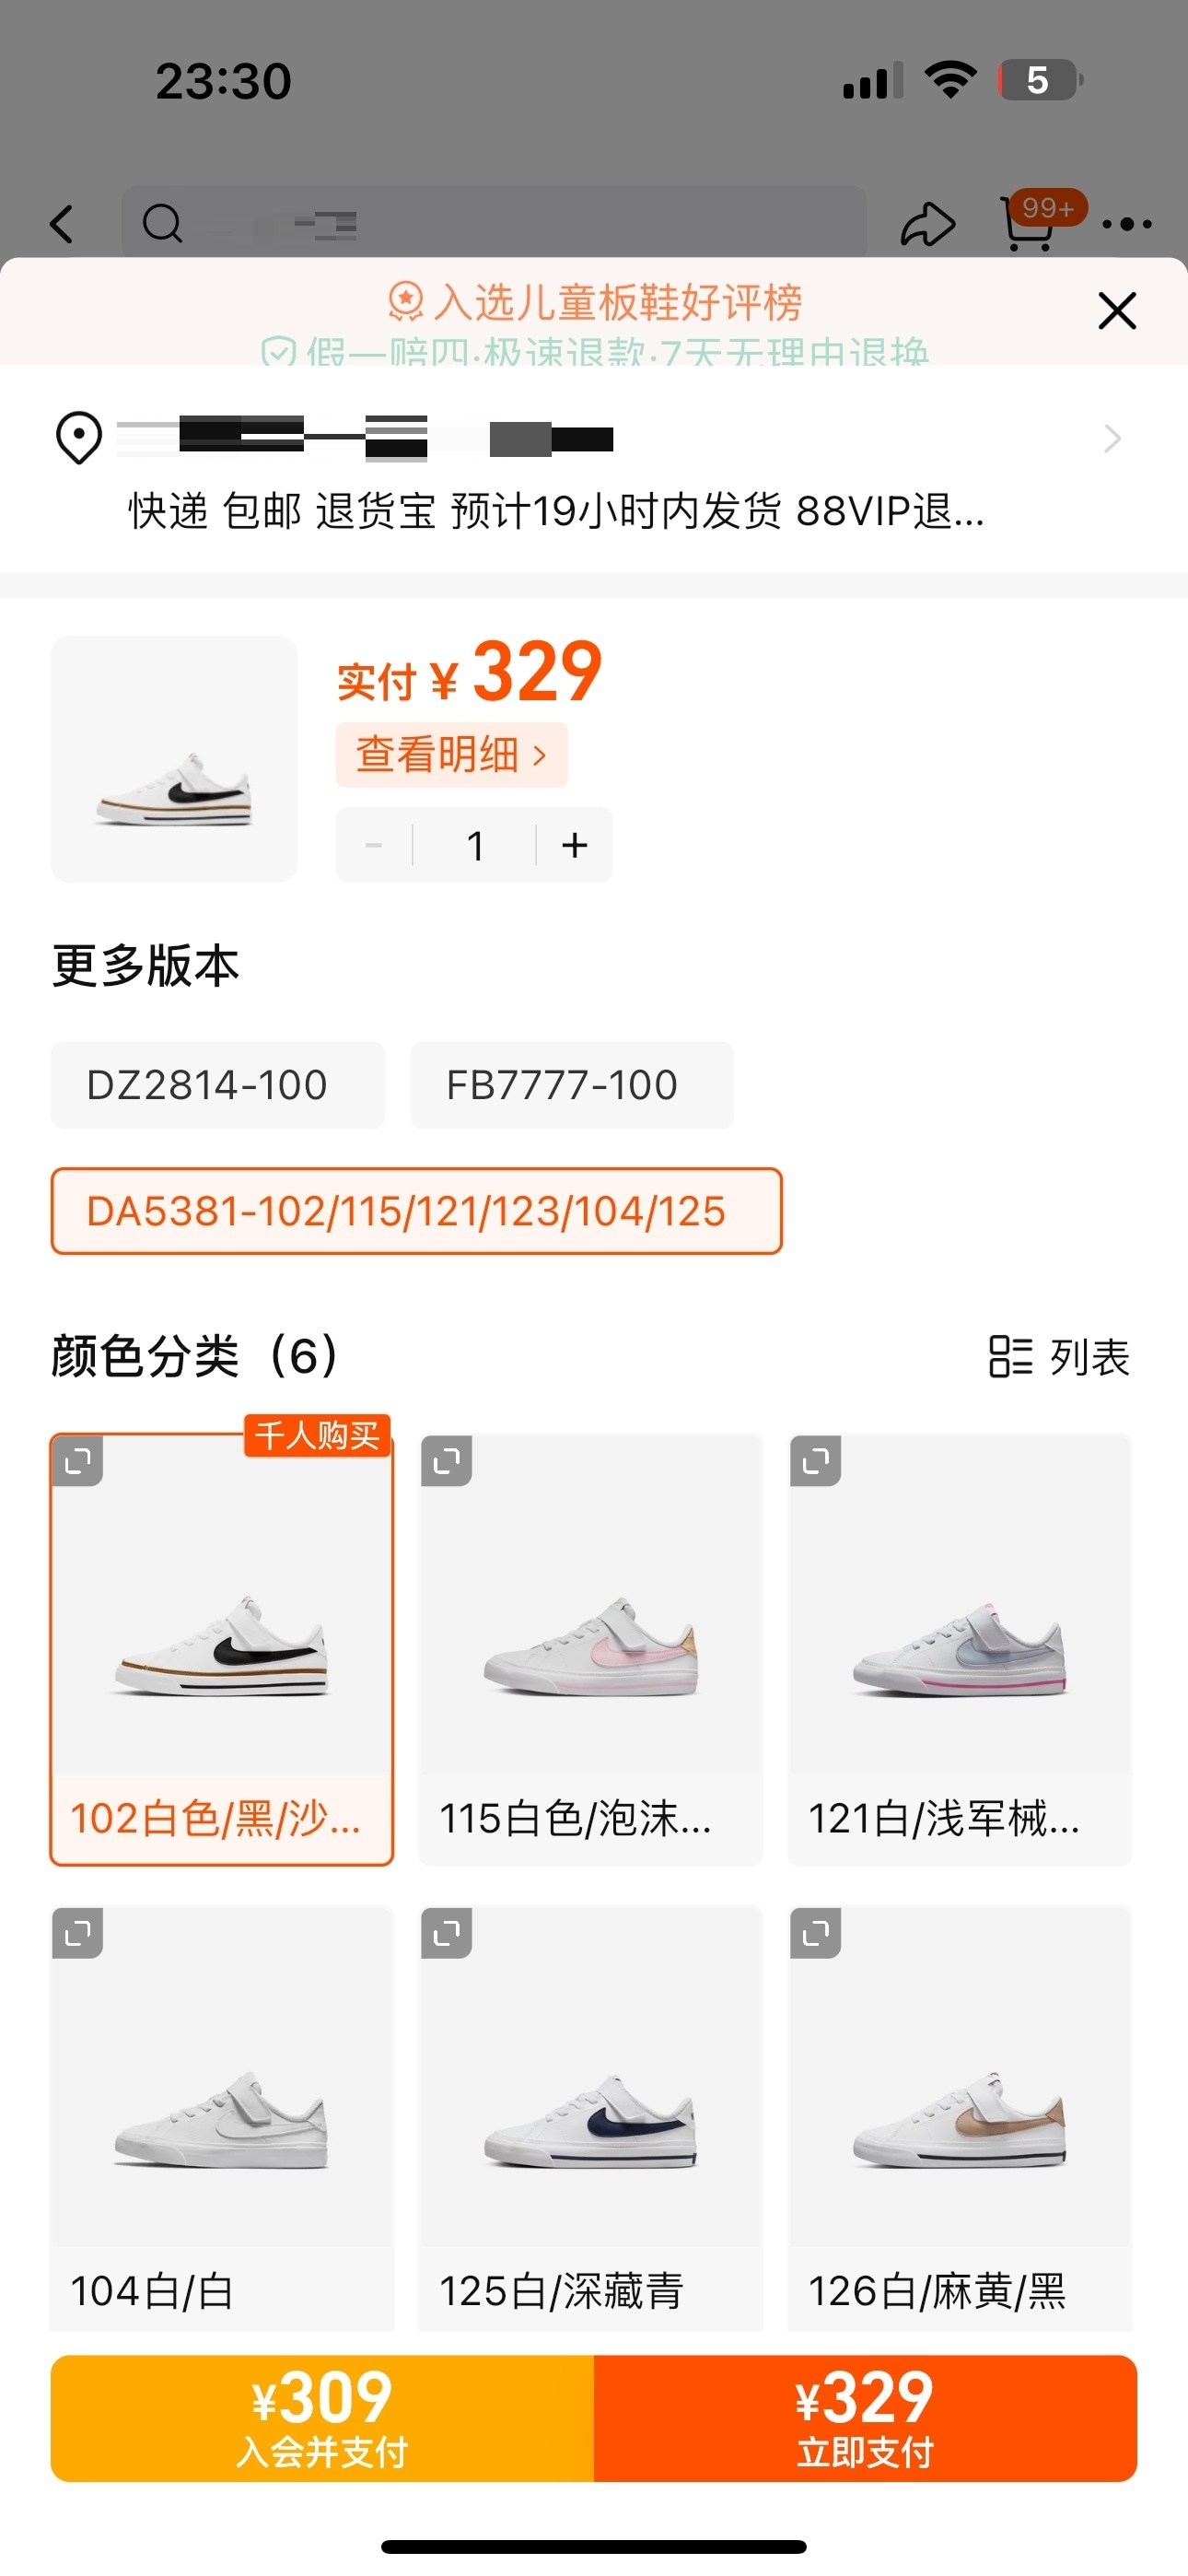 23:30
5
99+
入选儿童板鞋好评榜
假一赔四·极速退款·7天无理由退换
快递 包邮 退货宝 预计19小时内发货 88VIP退...
实付 ¥ 329
查看明细 >
- 1 +
更多版本
DZ2814-100 FB7777-100
DA5381-102/115/121/123/104/125
颜色分类（6） 列表
千人购买
102白色/黑/沙... 115白色/泡沫... 121白/浅军械...
104白/白 125白/深藏青 126白/麻黄/黑
¥309 ¥329
入会并支付 立即支付